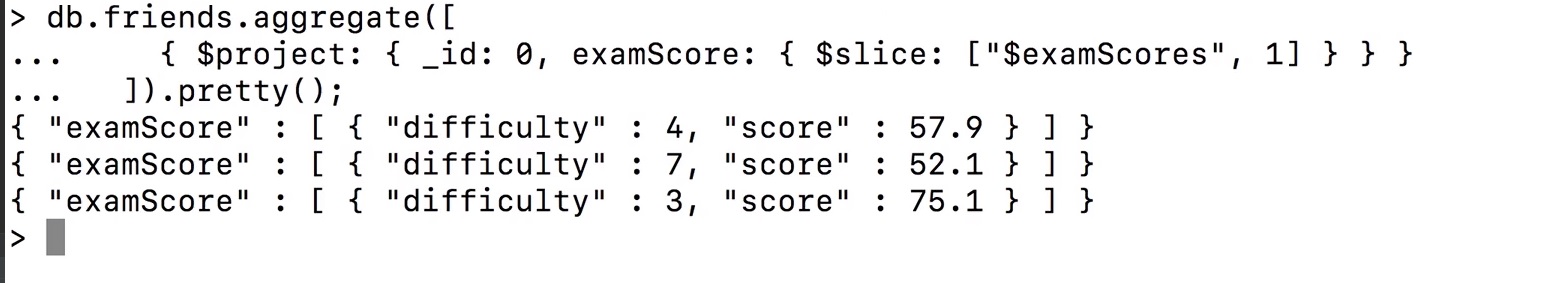 > db.friends.aggregate([
...     { $project: { _id: 0, examScore: { $slice: ["$examScores", 1] } } }
...   ]).pretty();
{ "examScore" : [ { "difficulty" : 4, "score" : 57.9 } ] }
{ "examScore" : [ { "difficulty" : 7, "score" : 52.1 } ] }
{ "examScore" : [ { "difficulty" : 3, "score" : 75.1 } ] }
>